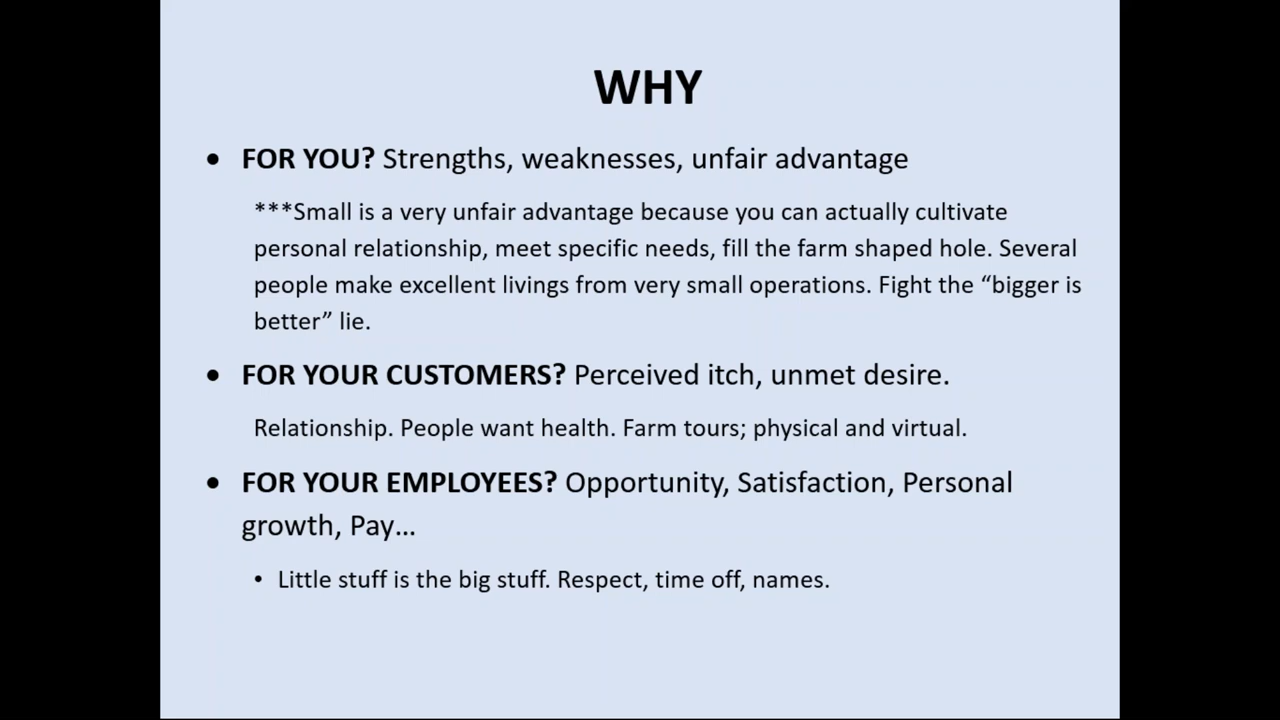 WHY
• FOR YOU? Strengths, weaknesses, unfair advantage
***Small is a very unfair advantage because you can actually cultivate
personal relationship, meet specific needs, fill the farm shaped hole. Several
people make excellent livings from very small operations. Fight the “bigger is
better” lie.
• FOR YOUR CUSTOMERS? Perceived itch, unmet desire.
Relationship. People want health. Farm tours; physical and virtual.
• FOR YOUR EMPLOYEES? Opportunity, Satisfaction, Personal
growth, Pay…
• Little stuff is the big stuff. Respect, time off, names.